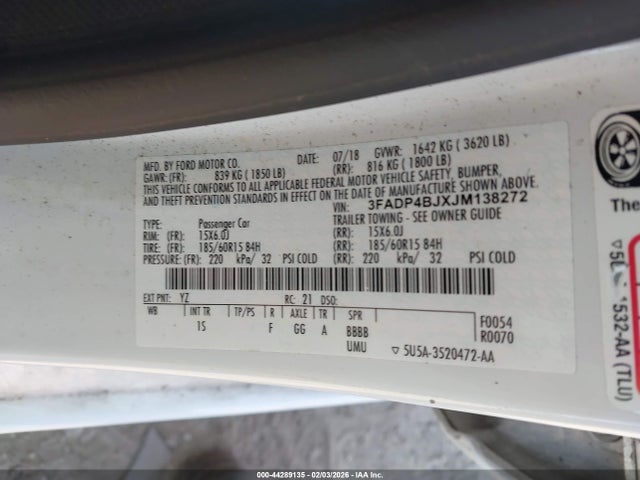 MFD. BY FORD MOTOR CO. DATE: 07/18 GVWR: 1642 KG ( 3620 LB)
GAWR: (FR): 839 KG ( 1850 LB) (RR): 816 KG ( 1800 LB)
THIS VEHICLE CONFORMS TO ALL APPLICABLE FEDERAL MOTOR VEHICLE SAFETY, BUMPER,
AND THEFT PREVENTION STANDARDS IN EFFECT ON THE DATE OF MANUFACTURE SHOWN ABOVE.
VIN: 3FADP4BJXJM138272
TYPE: Passenger Car TRAILER TOWING - SEE OWNER GUIDE
RIM: (FR): 15X6.0J (RR): 15X6.0J
TIRE: (FR): 185/60R15 84H (RR): 185/60R15 84H
PRESSURE: (FR): 220 kPa/ 32 PSI COLD (RR): 220 kPa/ 32 PSI COLD
EXT PNT: YZ RC: 21 DSO:
WB INT TR TP/PS R AXLE TR SPR
1S F GG A BBBB
UMU
F0054
R0070
5U5A-3520472-AA
The
532-AA (TLU)
000-44289135 - 02/03/2026 - IAA Inc.